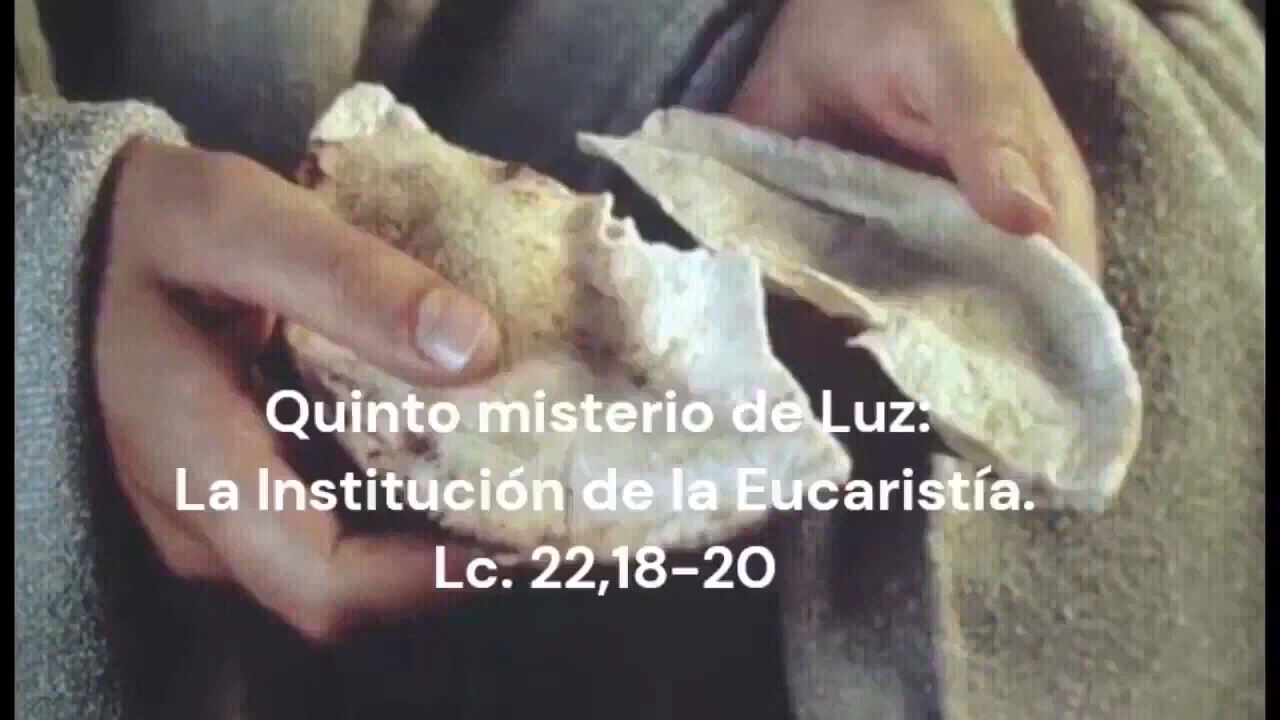 Quinto misterio de Luz:
La Institución de la Eucaristía.
Lc. 22,18-20